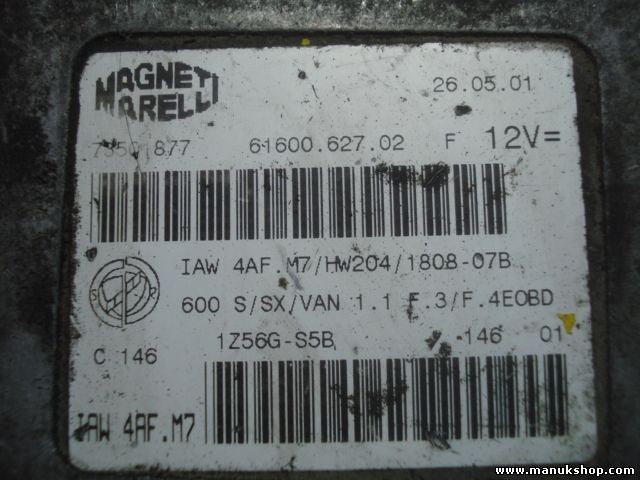 MAGNETI
MARELLI
26.05.01
877 61600.627.02 F 12V=
IAW 4AF.M7/HW204/1808-07B
600 S/SX/VAN 1.1 F.3/F.4EOBD
1Z56G-S5B 146 01
C 146
IAW 4AF.M7
www.manukshop.com